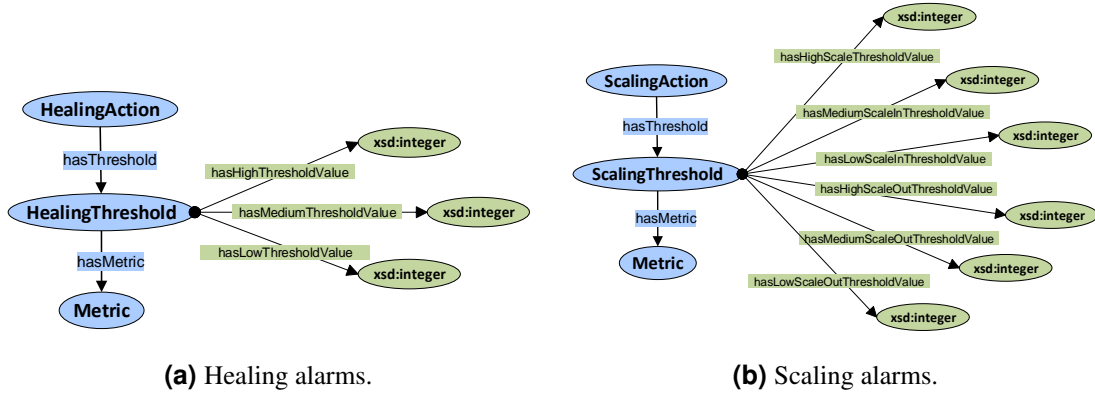 HealingAction
hasThreshold
HealingThreshold
hasMetric
Metric
hasHighThresholdValue
hasMediumThresholdValue
hasLowThresholdValue
xsd:integer
xsd:integer
xsd:integer
(a) Healing alarms.
ScalingAction
hasThreshold
ScalingThreshold
hasMetric
Metric
hasHighScaleThresholdValue
hasMediumScaleInThresholdValue
hasLowScaleInThresholdValue
hasHighScaleOutThresholdValue
hasMediumScaleOutThresholdValue
hasLowScaleOutThresholdValue
xsd:integer
xsd:integer
xsd:integer
xsd:integer
xsd:integer
xsd:integer
(b) Scaling alarms.